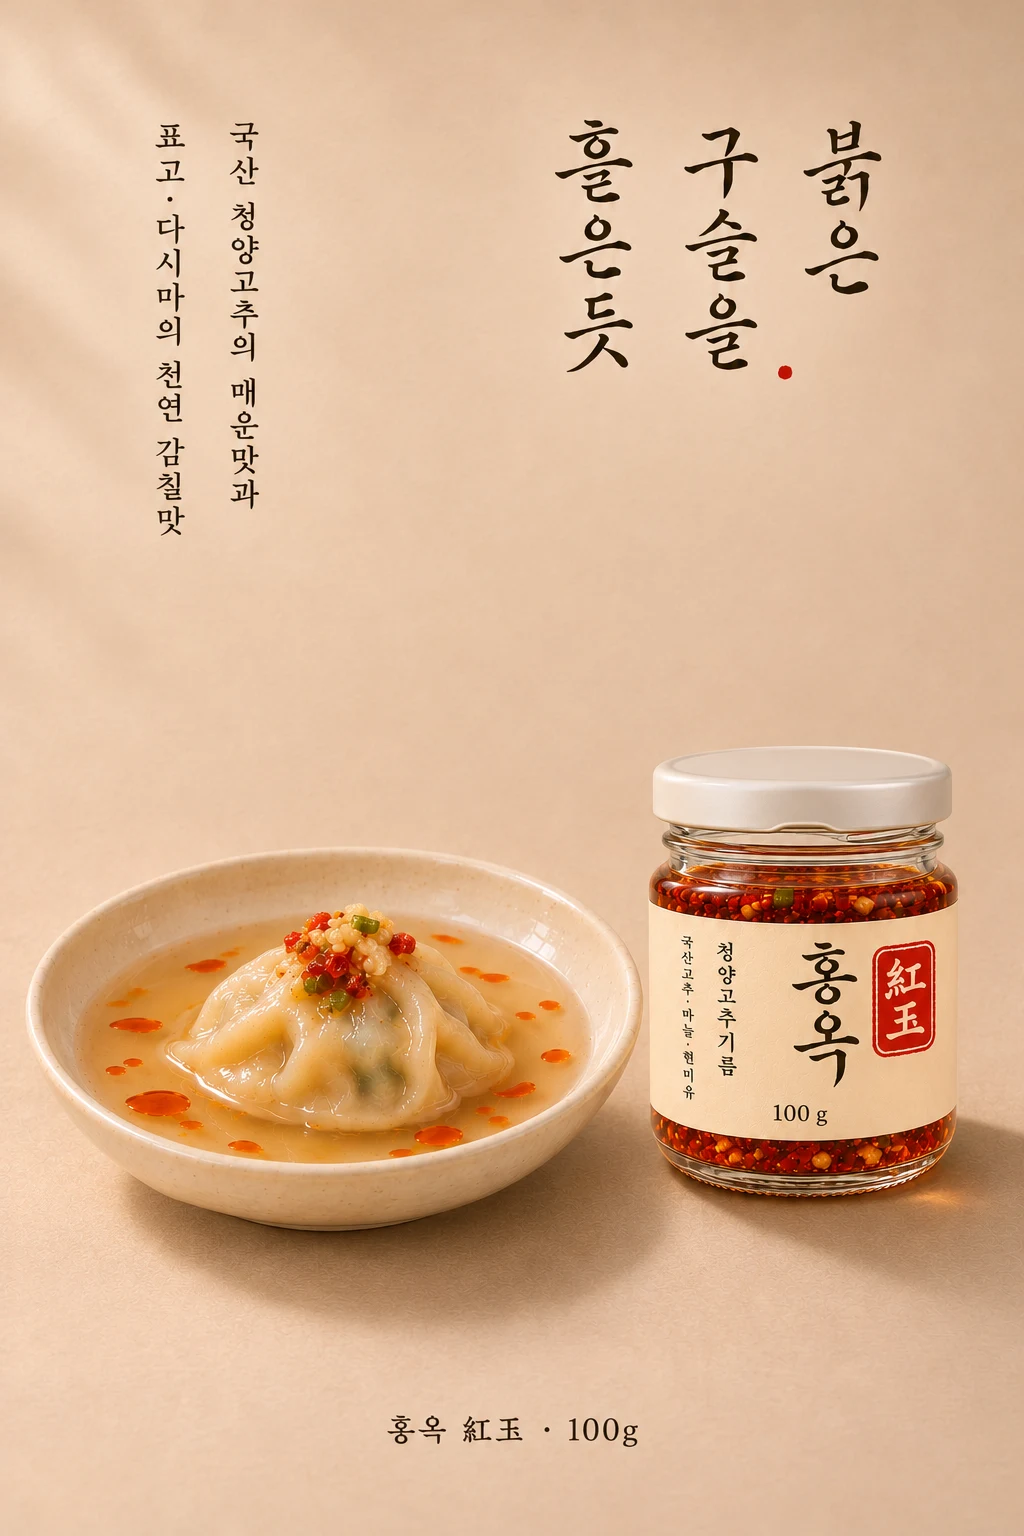 붉은
구슬을
흘은듯
국산 청양고추의 매운맛과
표고·다시마의 천연 감칠맛
紅玉
홍옥
청양고추기름
국산고추·마늘·현미유
100 g
홍옥 紅玉 · 100g